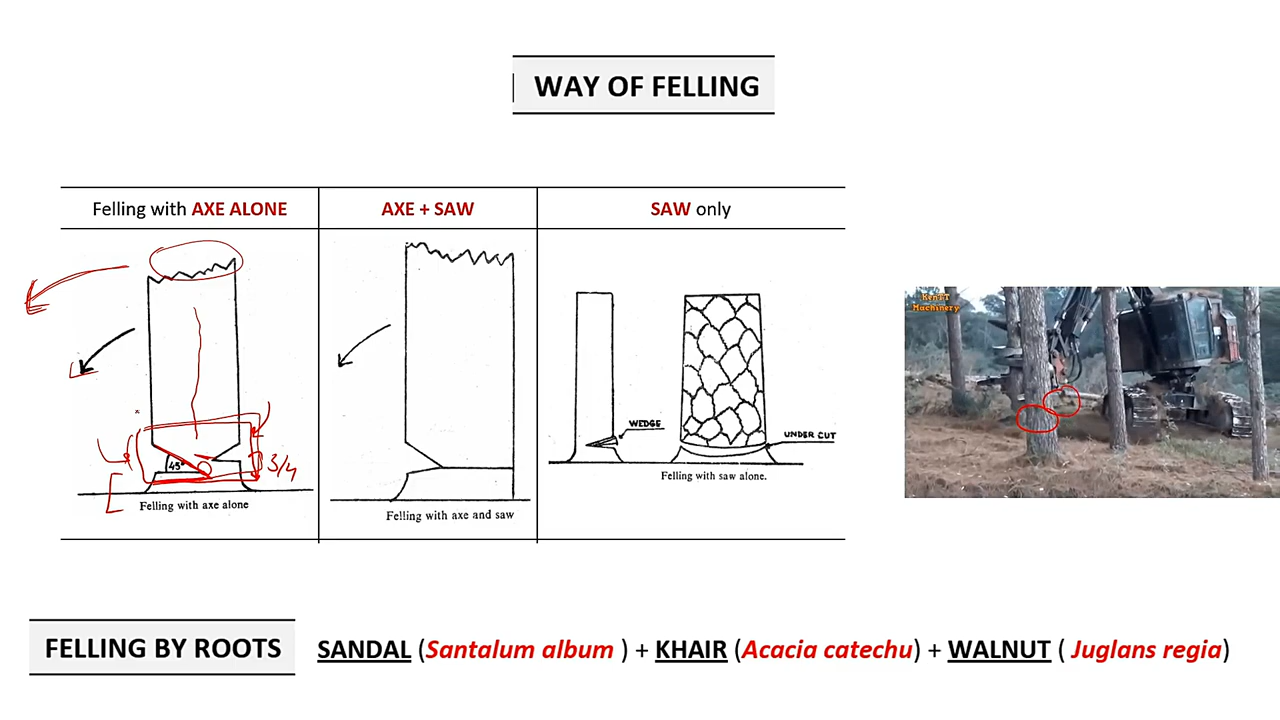 WAY OF FELLING
Felling with AXE ALONE
AXE + SAW
SAW only
45°
3/4
Felling with axe alone
Felling with axe and saw
WEDGE
UNDER CUT
Felling with saw alone.
KenTT
Machinery
FELLING BY ROOTS
SANDAL (Santalum album ) + KHAIR (Acacia catechu) + WALNUT ( Juglans regia)